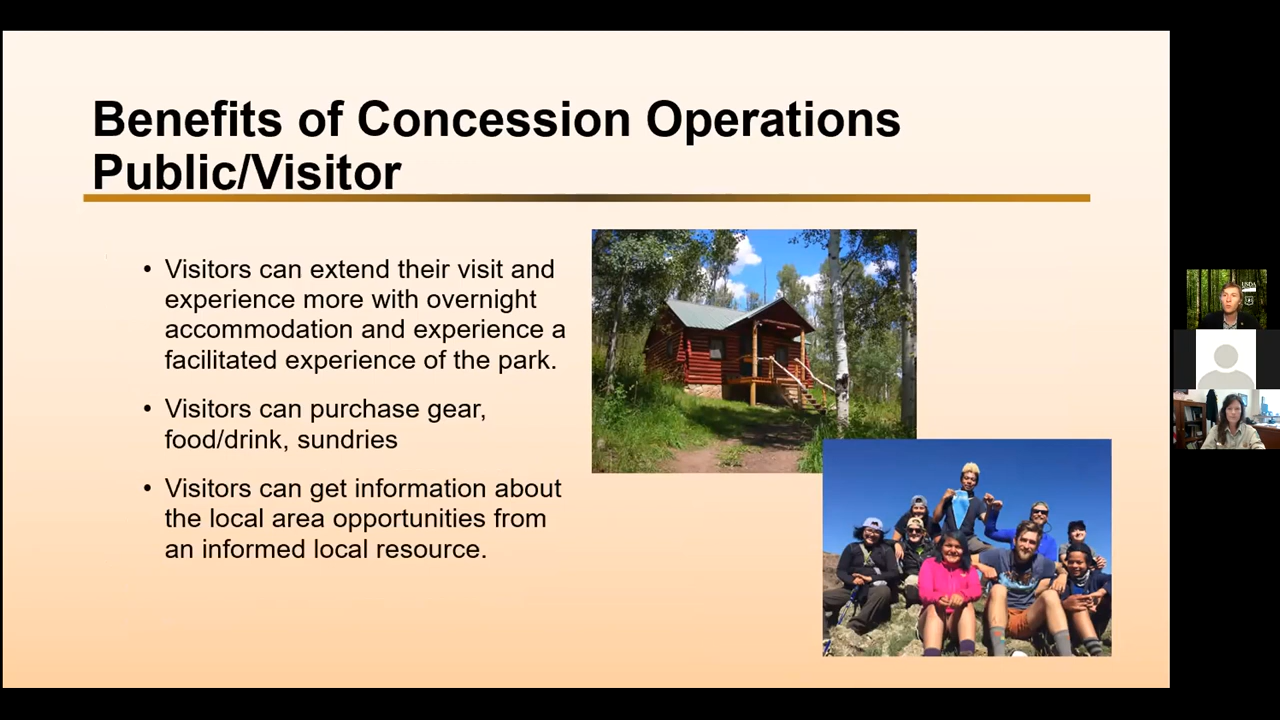 Benefits of Concession Operations
Public/Visitor
• Visitors can extend their visit and
experience more with overnight
accommodation and experience a
facilitated experience of the park.
• Visitors can purchase gear,
food/drink, sundries
• Visitors can get information about
the local area opportunities from
an informed local resource.
USDA